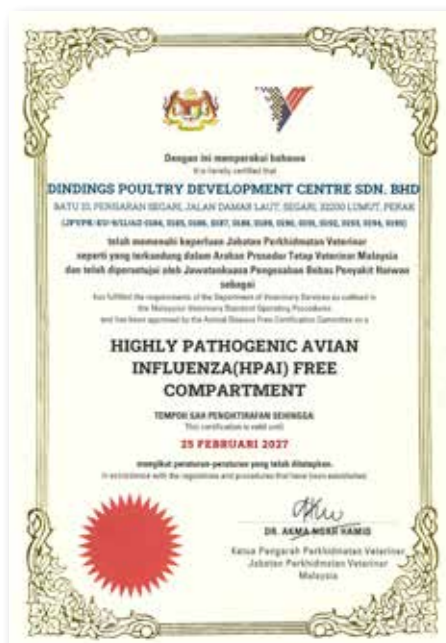 Dengan ini memperakui bahawa
It is hereby certified that
DINDINGS POULTRY DEVELOPMENT CENTRE SDN. BHD
BATU 21, PENGARAN SEGARI, JALAN DAMAR LAUT, SEGARI, 32200 LUMUT, PERAK
telah memenuhi keperluan Jabatan Perkhidmatan Veterinar
seperti yang terkandung dalam Arahan Prosedur Tetap Veterinar Malaysia
dan telah dipersetujui oleh Jawatankuasa Pengesahan Bebas Penyakit Haiwan
sebagai
has fulfilled the requirements of the Department of Veterinary Services as outlined in
the Malaysian Veterinary Standard Operating Procedures
and has been approved by the Animal Disease Free Certification Committee as a
HIGHLY PATHOGENIC AVIAN
INFLUENZA(HPAI) FREE
COMPARTMENT
TEMPOH SAH PENGIKTIRAFAN SEHINGGA
This certification is valid until
25 FEBRUARI 2027
mengikut peraturan-peraturan yang telah ditetapkan.
in accordance with the regulations and procedures that have been established
DR. AKMA NGAH HAMID
Ketua Pengarah Perkhidmatan Veterinar
Jabatan Perkhidmatan Veterinar
Malaysia